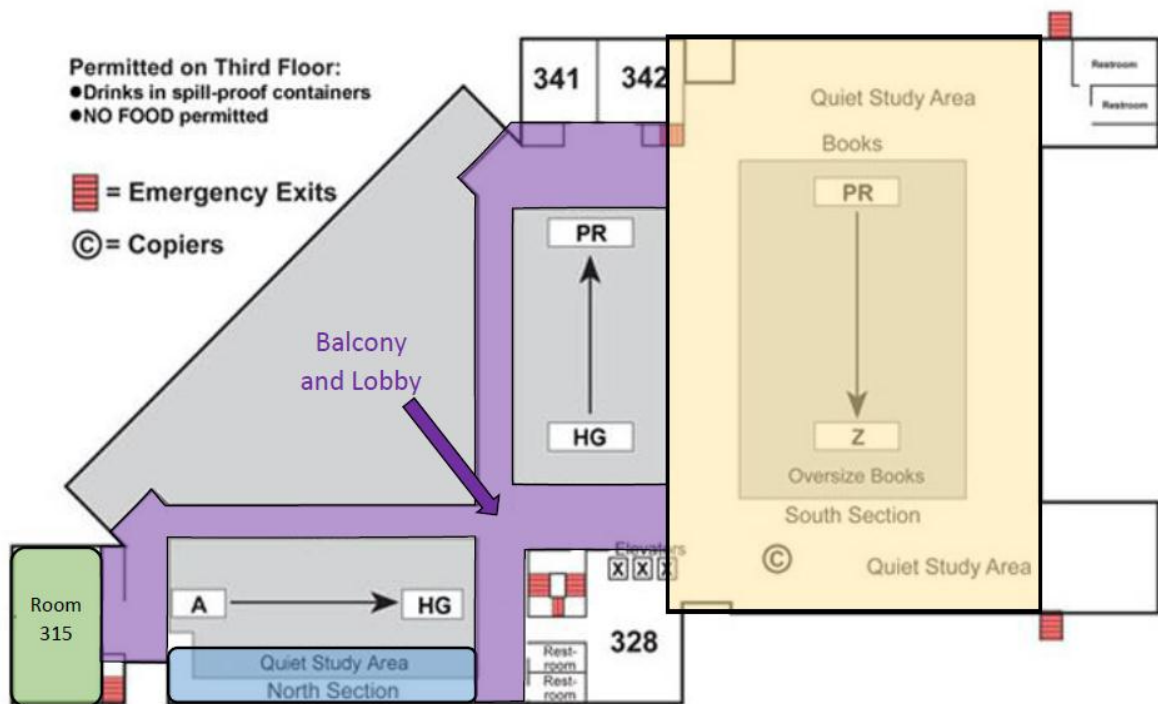 Permitted on Third Floor:
●Drinks in spill-proof containers
●NO FOOD permitted
= Emergency Exits
C = Copiers
341
342
Quiet Study Area
Books
PR
Z
Oversize Books
South Section
C
Quiet Study Area
Restroom
Restroom
PR
HG
Balcony
and Lobby
Elevators
X X X
328
Rest-
room
Rest-
room
Room
315
A
HG
Quiet Study Area
North Section